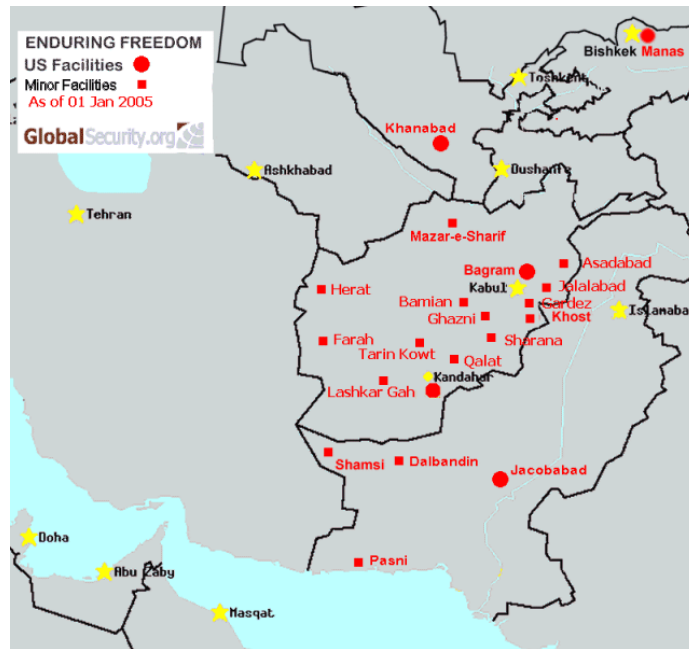 ENDURING FREEDOM
US Facilities
Minor Facilities
As of 01 Jan 2005
GlobalSecurity.org
Bishkek Manas
Toshkent
Khanabad
Ashkhabad
Dushanbe
Tehran
Mazar-e-Sharif
Asadabad
Bagram
Jalalabad
Kabul
Herat
Bamian
Gardez
Islamabad
Ghazni
Khost
Farah
Sharana
Tarin Kowt
Qalat
Kandahar
Lashkar Gah
Shamsi
Dalbandin
Jacobabad
Doha
Pasni
Abu Zaby
Masqat